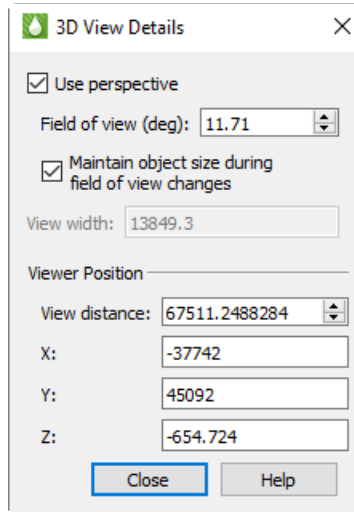 3D View Details
Use perspective
Field of view (deg): 11.71
Maintain object size during
field of view changes
View width: 13849.3
Viewer Position
View distance: 67511.2488284
X: -37742
Y: 45092
Z: -654.724
Close Help